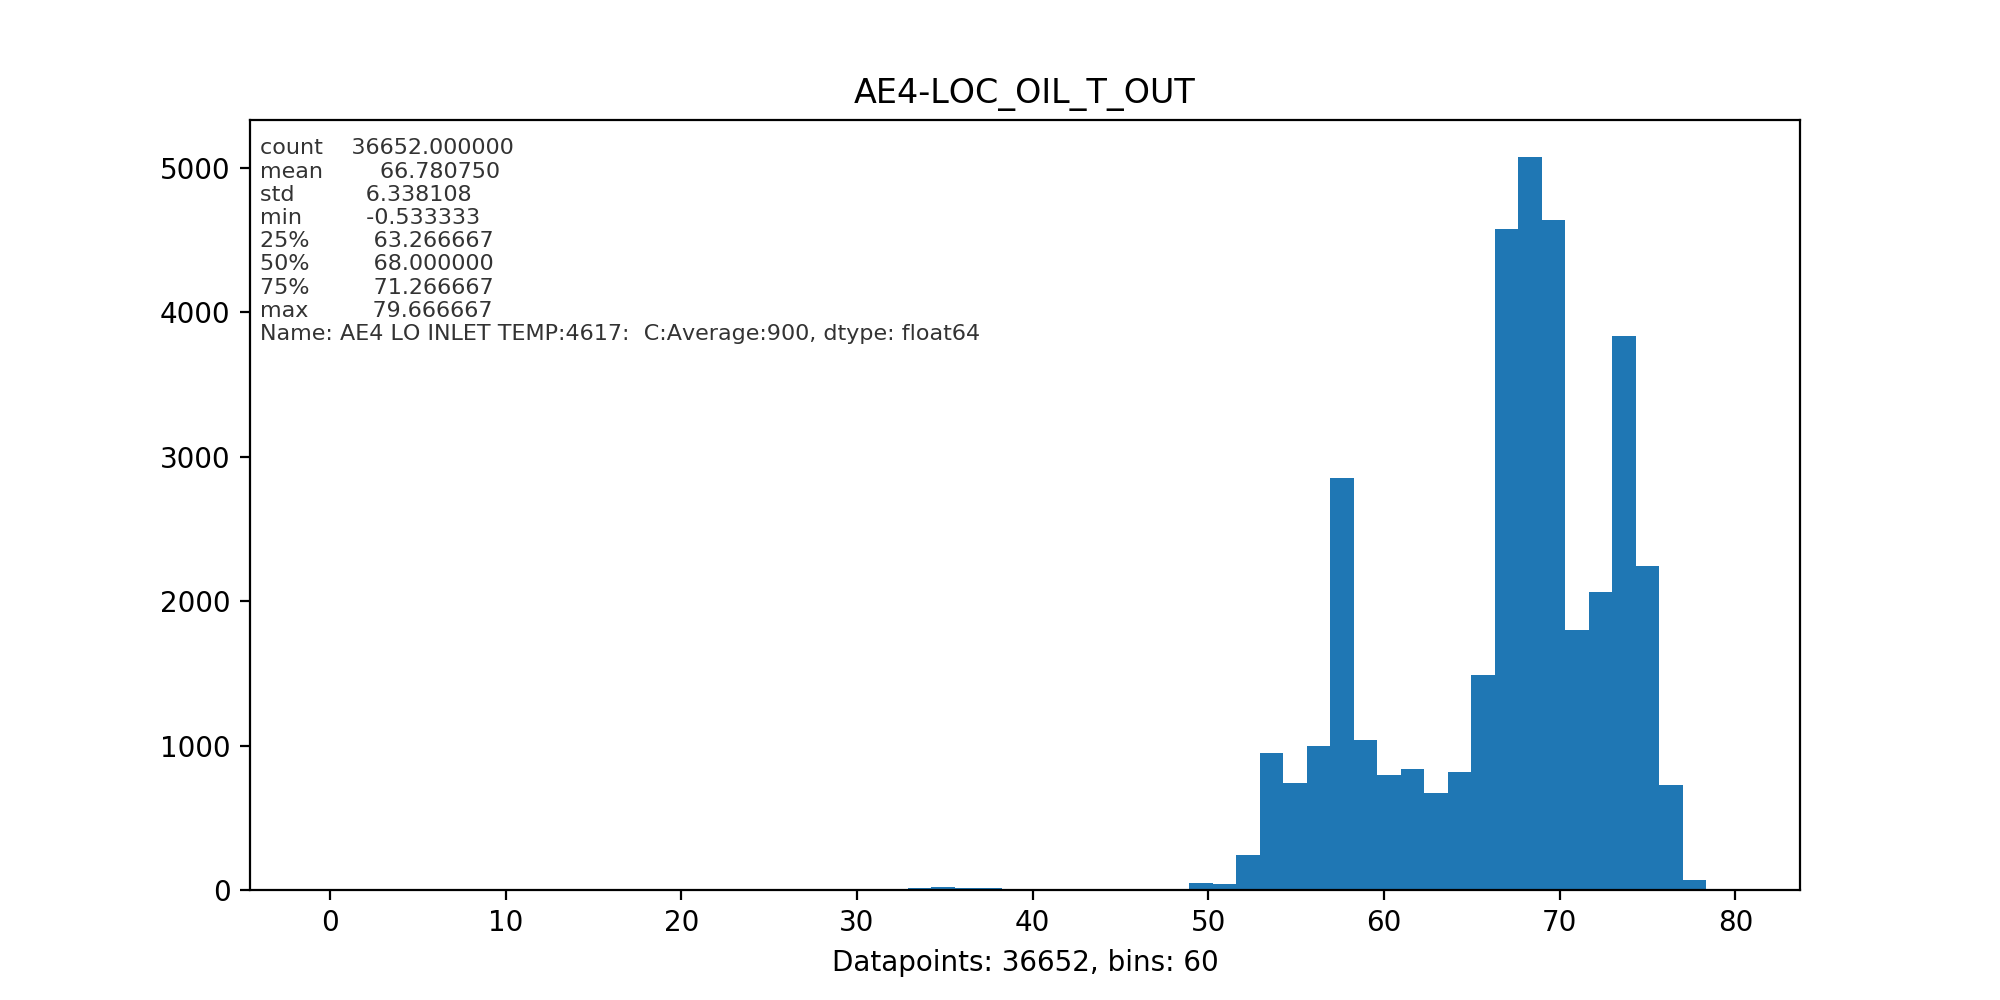 AE4-LOC_OIL_T_OUT
count 36652.000000
mean 66.780750
std 6.338108
min -0.533333
25% 63.266667
50% 68.000000
75% 71.266667
max 79.666667
Name: AE4 LO INLET TEMP:4617:  C:Average:900, dtype: float64
5000
4000
3000
2000
1000
0
0 10 20 30 40 50 60 70 80
Datapoints: 36652, bins: 60